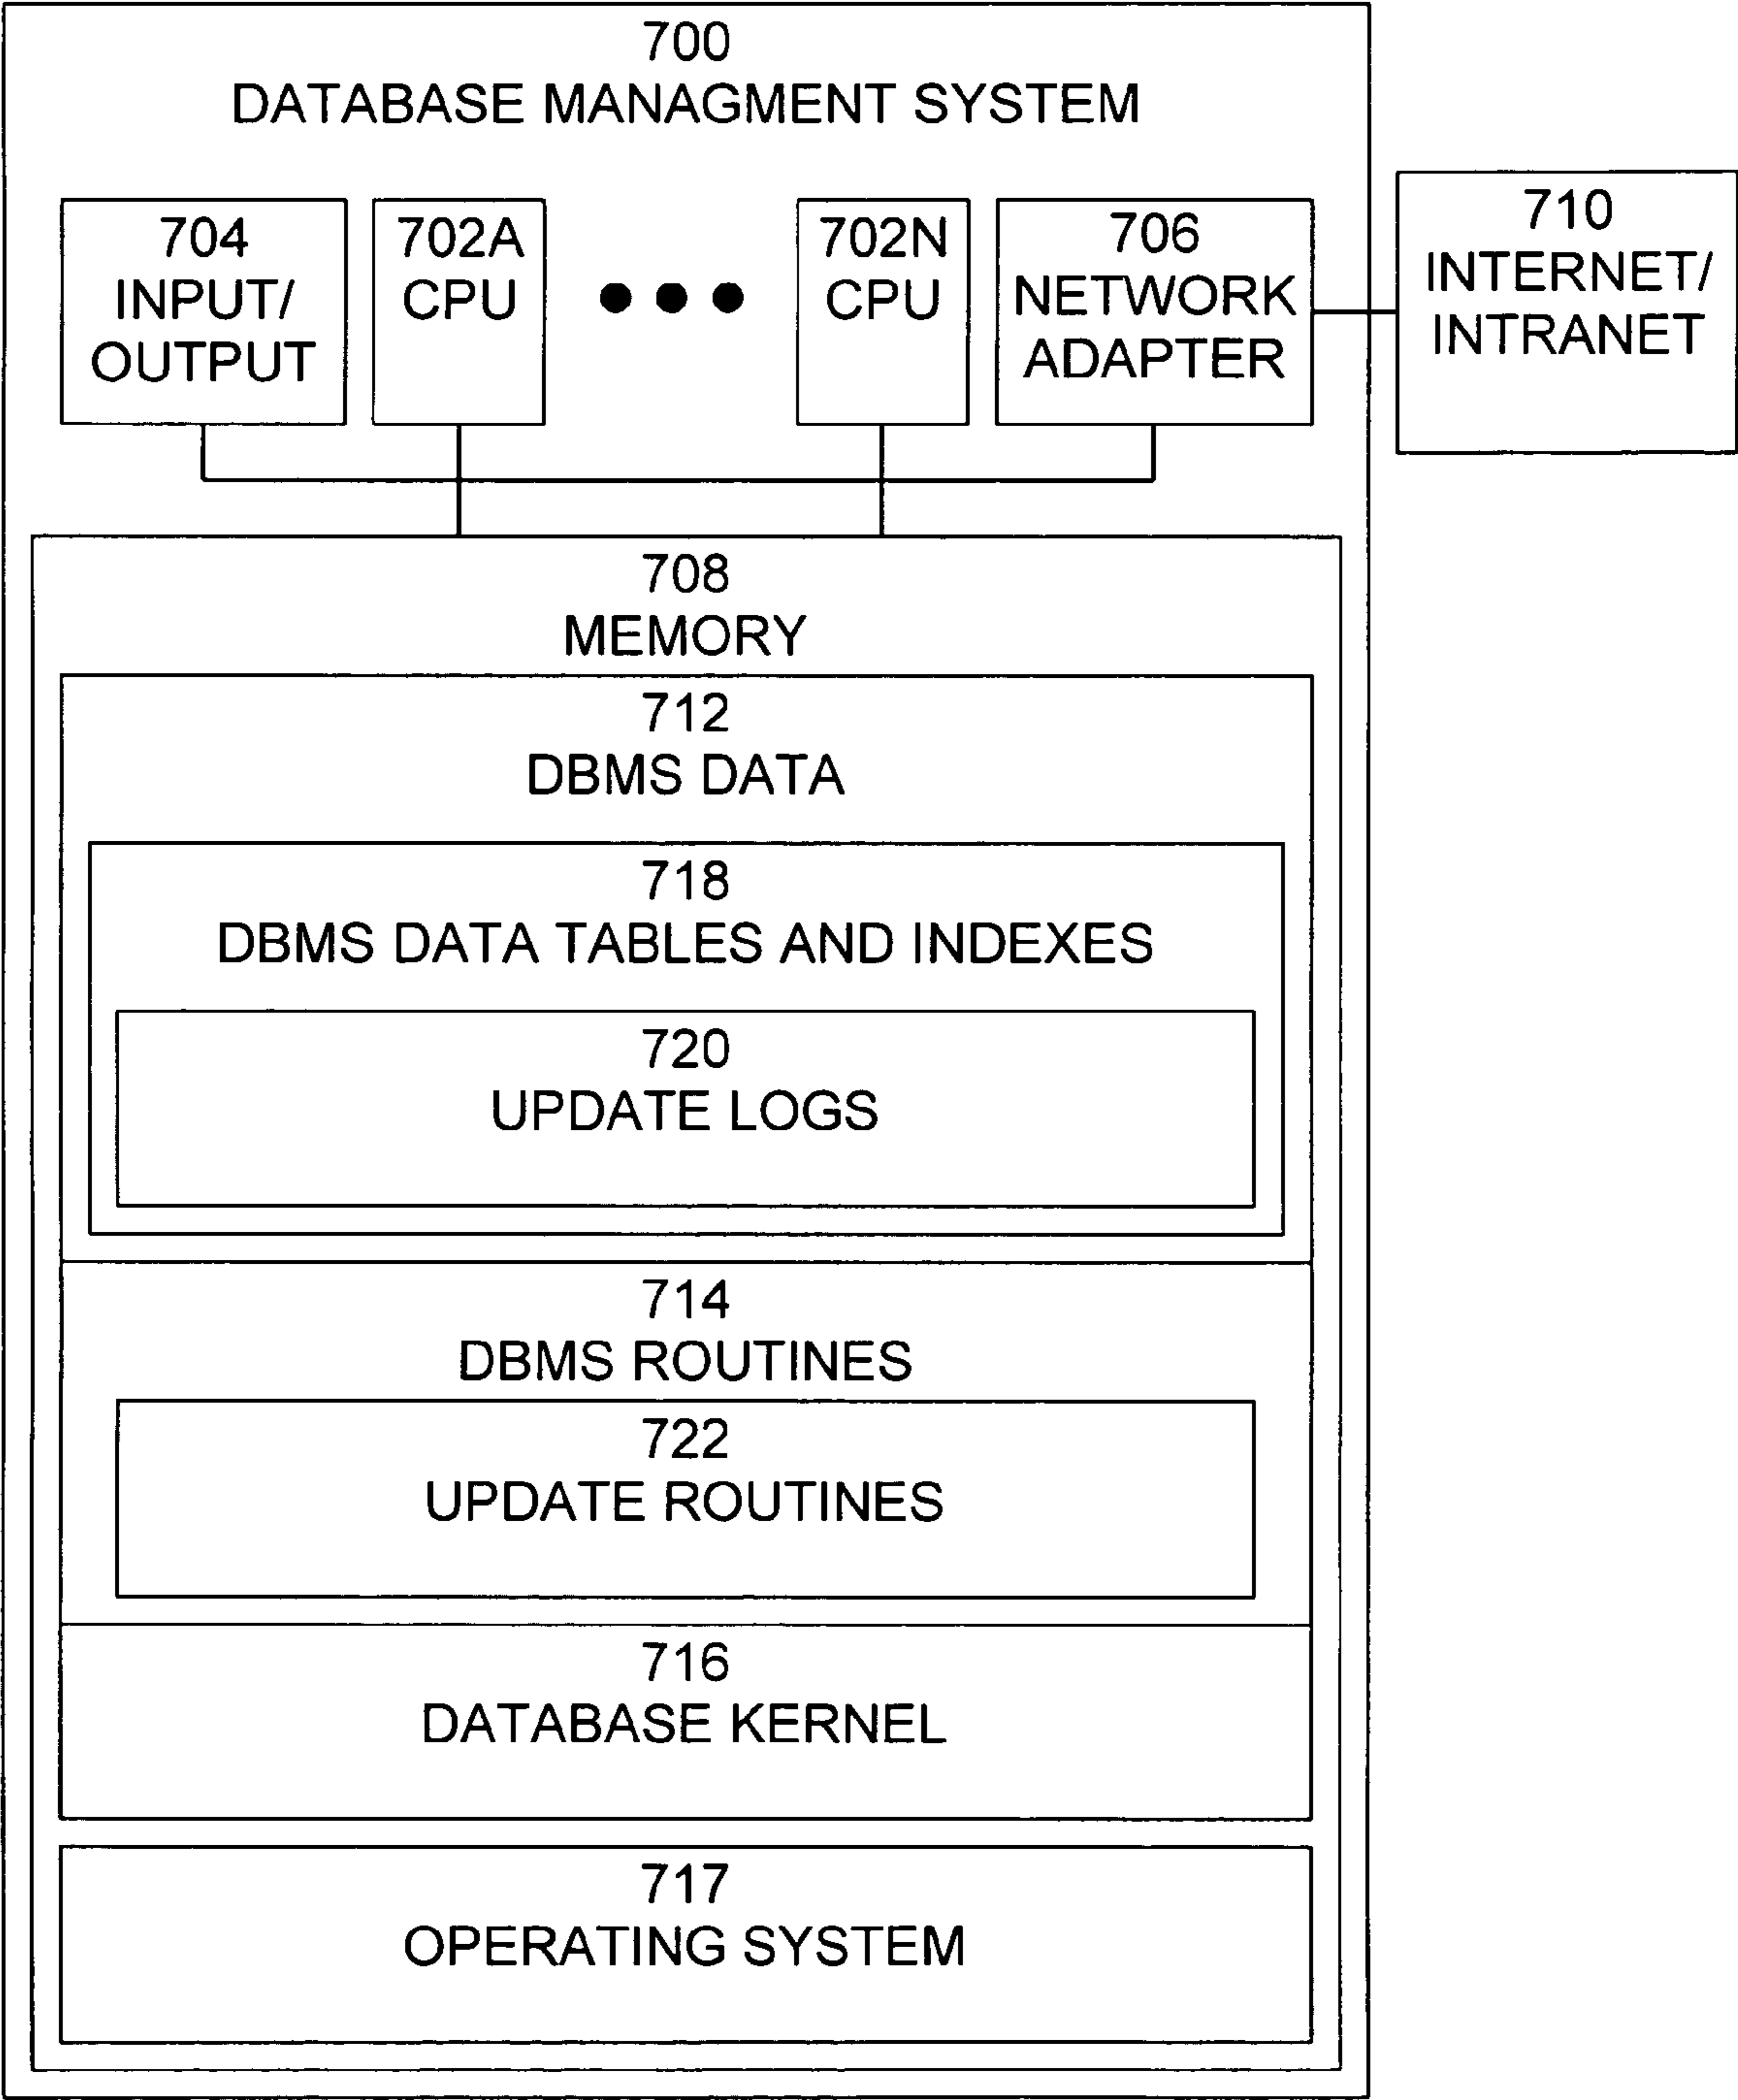 700
DATABASE MANAGMENT SYSTEM
704
INPUT/
OUTPUT
702A
CPU
702N
CPU
706
NETWORK
ADAPTER
710
INTERNET/
INTRANET
708
MEMORY
712
DBMS DATA
718
DBMS DATA TABLES AND INDEXES
720
UPDATE LOGS
714
DBMS ROUTINES
722
UPDATE ROUTINES
716
DATABASE KERNEL
717
OPERATING SYSTEM